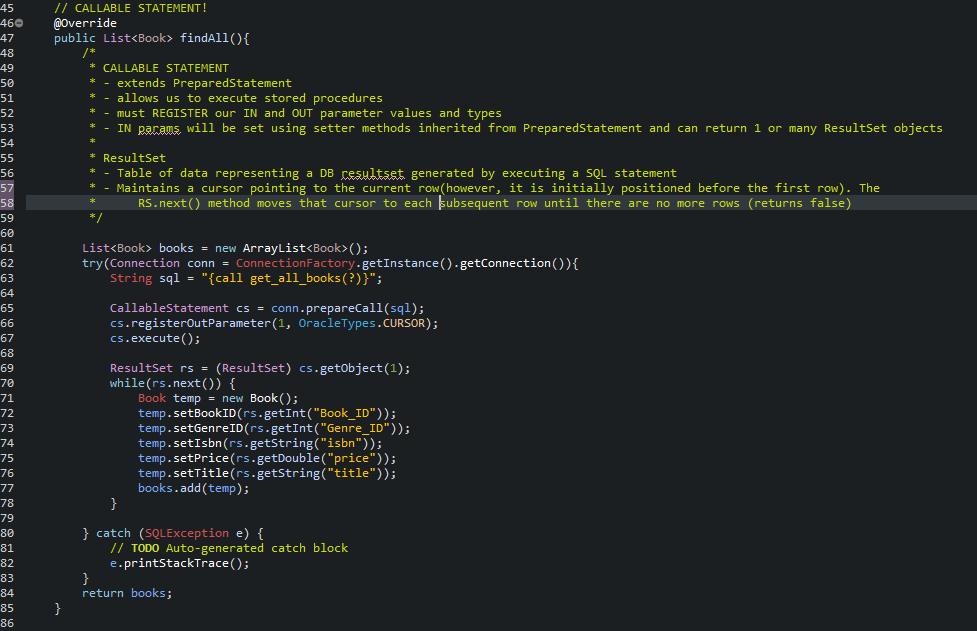 45 // CALLABLE STATEMENT!
46 @Override
47 public List<Book> findAll(){
48 /*
49 * CALLABLE STATEMENT
50 * - extends PreparedStatement
51 * - allows us to execute stored procedures
52 * - must REGISTER our IN and OUT parameter values and types
53 * - IN params will be set using setter methods inherited from PreparedStatement and can return 1 or many ResultSet objects
54 *
55 * ResultSet
56 * - Table of data representing a DB resultset generated by executing a SQL statement
57 * - Maintains a cursor pointing to the current row(however, it is initially positioned before the first row). The
58 * RS.next() method moves that cursor to each subsequent row until there are no more rows (returns false)
59 */
60
61 List<Book> books = new ArrayList<Book>();
62 try(Connection conn = ConnectionFactory.getInstance().getConnection()){
63 String sql = "{call get_all_books(?)}";
64
65 CallableStatement cs = conn.prepareCall(sql);
66 cs.registerOutParameter(1, OracleTypes.CURSOR);
67 cs.execute();
68
69 ResultSet rs = (ResultSet) cs.getObject(1);
70 while(rs.next()) {
71 Book temp = new Book();
72 temp.setBookID(rs.getInt("Book_ID"));
73 temp.setGenreID(rs.getInt("Genre_ID"));
74 temp.setIsbn(rs.getString("isbn"));
75 temp.setPrice(rs.getDouble("price"));
76 temp.setTitle(rs.getString("title"));
77 books.add(temp);
78 }
79
80 } catch (SQLException e) {
81 // TODO Auto-generated catch block
82 e.printStackTrace();
83 }
84 return books;
85 }
86